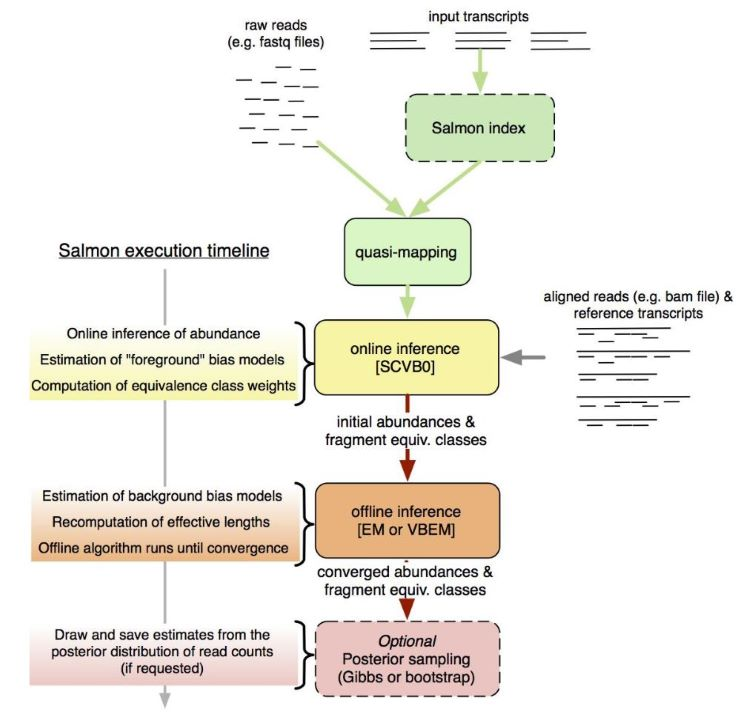 raw reads
(e.g. fastq files)
input transcripts
Salmon index
quasi-mapping
Salmon execution timeline
aligned reads (e.g. bam file) &
reference transcripts
Online inference of abundance
Estimation of "foreground" bias models
Computation of equivalence class weights
online inference
[SCVB0]
initial abundances &
fragment equiv. classes
Estimation of background bias models
Recomputation of effective lengths
Offline algorithm runs until convergence
offline inference
[EM or VBEM]
converged abundances &
fragment equiv. classes
Draw and save estimates from the
posterior distribution of read counts
(if requested)
Optional
Posterior sampling
(Gibbs or bootstrap)